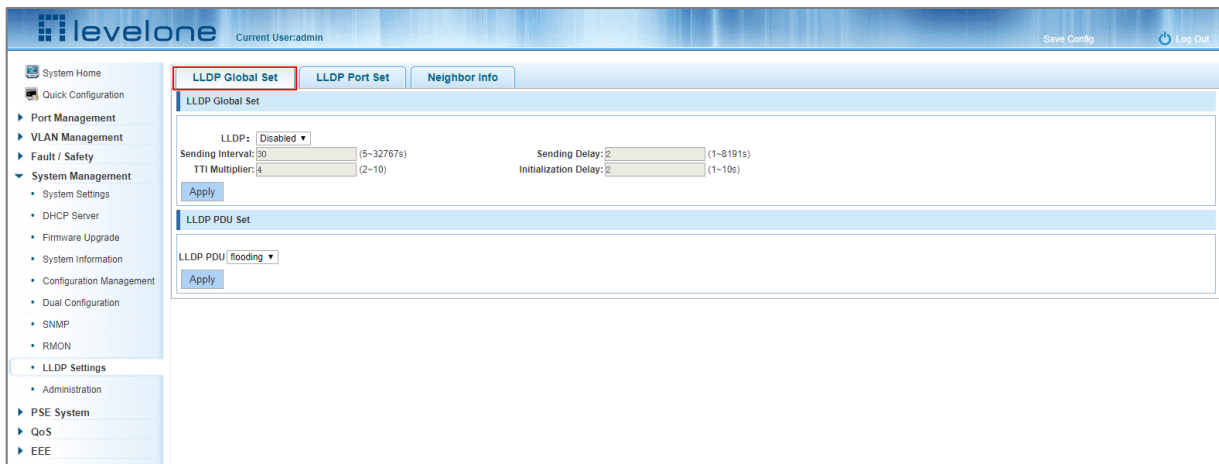 levelone Current User:admin Save Config Log Out
System Home
Quick Configuration
Port Management
VLAN Management
Fault / Safety
System Management
System Settings
DHCP Server
Firmware Upgrade
System Information
Configuration Management
Dual Configuration
SNMP
RMON
LLDP Settings
Administration
PSE System
QoS
EEE
LLDP Global Set LLDP Port Set Neighbor Info
LLDP Global Set
LLDP: Disabled
Sending Interval: 30 (5~32767s) Sending Delay: 2 (1~8191s)
TTI Multiplier: 4 (2~10) Initialization Delay: 2 (1~10s)
Apply
LLDP PDU Set
LLDP PDU flooding
Apply